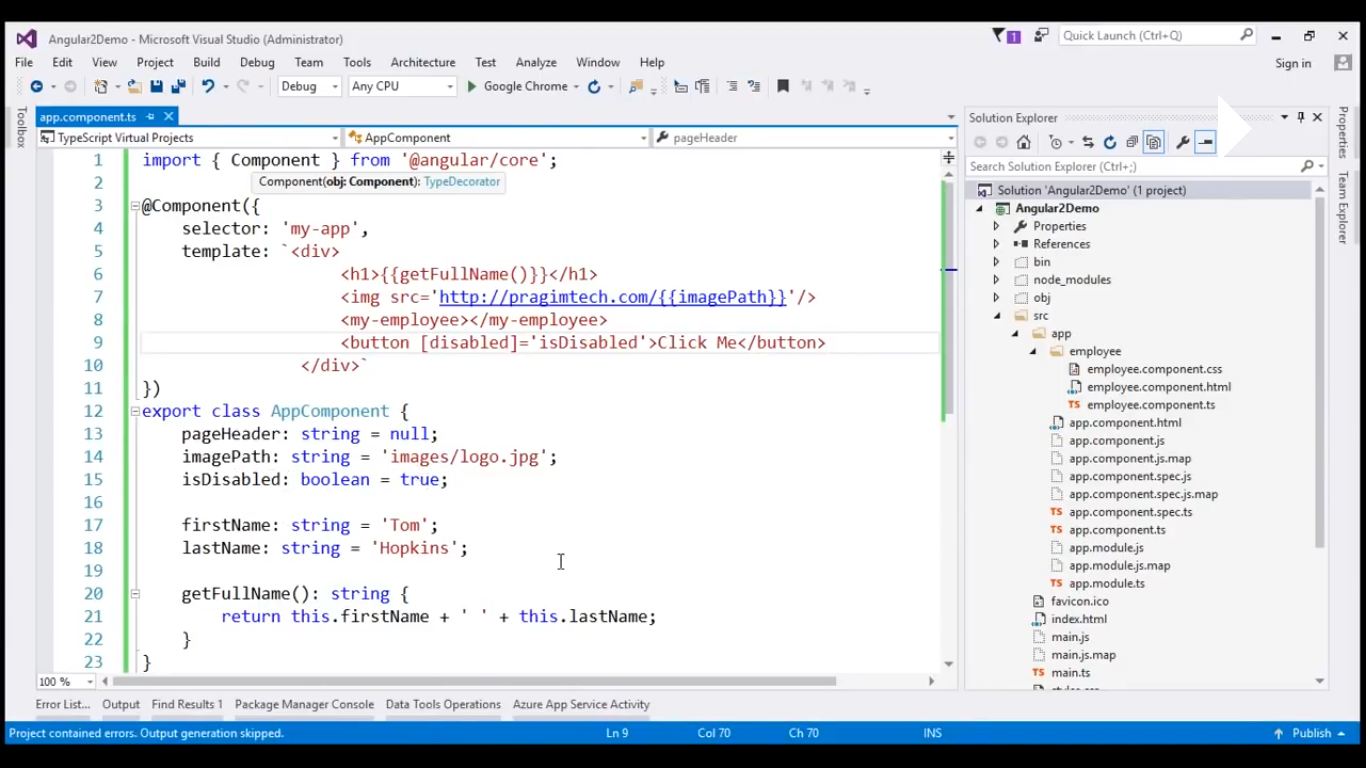 Angular2Demo - Microsoft Visual Studio (Administrator)
1
Quick Launch (Ctrl+Q)
File Edit View Project Build Debug Team Tools Architecture Test Analyze Window Help
Sign in
Debug Any CPU Google Chrome
Toolbox
app.component.ts
TypeScript Virtual Projects AppComponent pageHeader
1 import { Component } from '@angular/core';
2 Component(obj: Component): TypeDecorator
3 @Component({
4 selector: 'my-app',
5 template: `<div>
6 <h1>{{getFullName()}}</h1>
7 <img src='http://pragimtech.com/{{imagePath}}'/>
8 <my-employee></my-employee>
9 <button [disabled]='isDisabled'>Click Me</button>
10 </div>`
11 })
12 export class AppComponent {
13 pageHeader: string = null;
14 imagePath: string = 'images/logo.jpg';
15 isDisabled: boolean = true;
16
17 firstName: string = 'Tom';
18 lastName: string = 'Hopkins';
19
20 getFullName(): string {
21 return this.firstName + ' ' + this.lastName;
22 }
23 }
100 %
Solution Explorer
Search Solution Explorer (Ctrl+;)
Solution 'Angular2Demo' (1 project)
Angular2Demo
Properties
References
bin
node_modules
obj
src
app
employee
employee.component.css
employee.component.html
TS employee.component.ts
app.component.html
app.component.js
app.component.js.map
app.component.spec.js
app.component.spec.js.map
TS app.component.spec.ts
TS app.component.ts
app.module.js
app.module.js.map
TS app.module.ts
favicon.ico
index.html
main.js
main.js.map
TS main.ts
Properties
Team Explorer
Error List... Output Find Results 1 Package Manager Console Data Tools Operations Azure App Service Activity
Project contained errors. Output generation skipped. Ln 9 Col 70 Ch 70 INS Publish